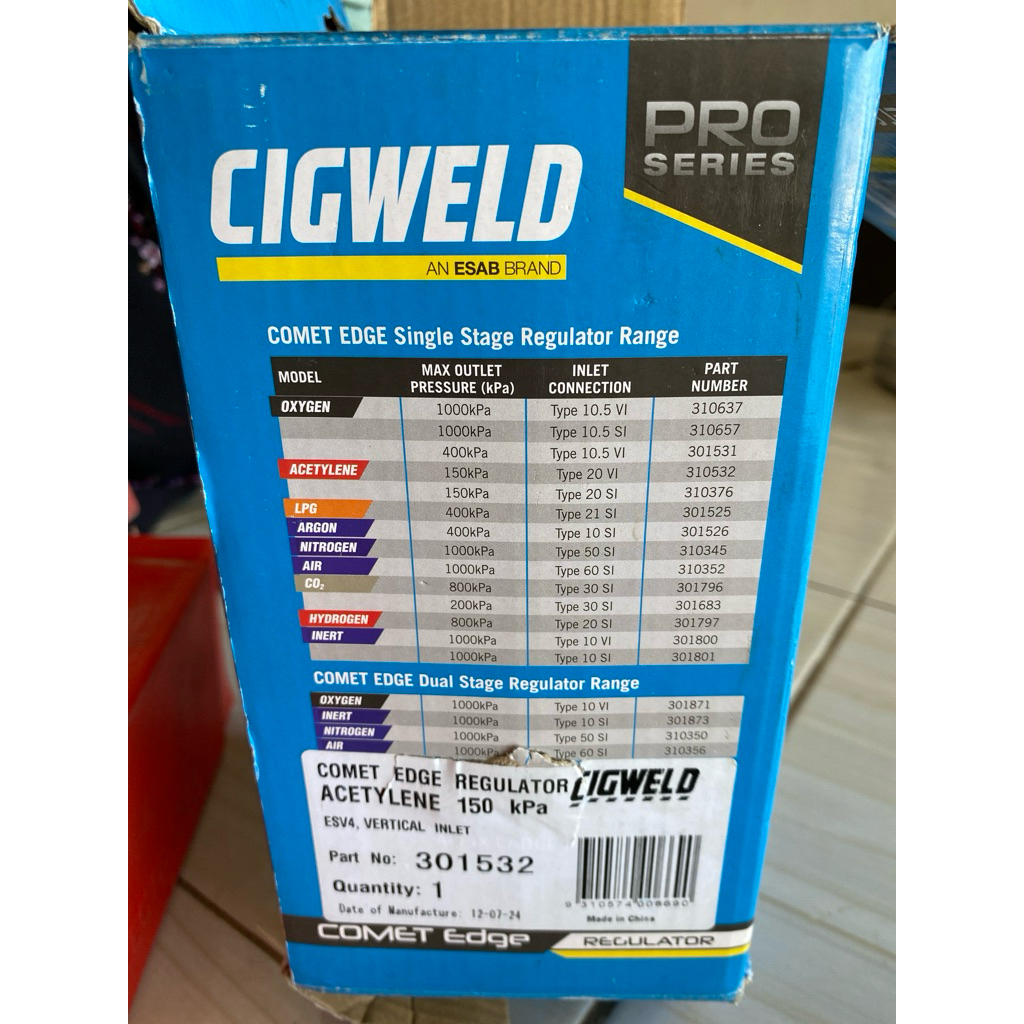 PRO
SERIES
CIGWELD
AN ESAB BRAND
COMET EDGE Single Stage Regulator Range
MODEL MAX OUTLET PRESSURE (kPa) INLET CONNECTION PART NUMBER
OXYGEN 1000kPa Type 10.5 VI 310637
1000kPa Type 10.5 SI 310657
400kPa Type 10.5 VI 301531
ACETYLENE 150kPa Type 20 VI 310532
150kPa Type 20 SI 310376
LPG 400kPa Type 21 SI 301525
ARGON 400kPa Type 10 SI 301526
NITROGEN 1000kPa Type 50 SI 310345
AIR 1000kPa Type 60 SI 310352
CO₂ 800kPa Type 30 SI 301796
200kPa Type 30 SI 301683
HYDROGEN 800kPa Type 20 SI 301797
INERT 1000kPa Type 10 VI 301800
1000kPa Type 10 SI 301801
COMET EDGE Dual Stage Regulator Range
OXYGEN 1000kPa Type 10 VI 301871
INERT 1000kPa Type 10 SI 301873
NITROGEN 1000kPa Type 50 SI 310350
AIR 1000kPa Type 60 SI 310356
COMET EDGE REGULATOR CIGWELD
ACETYLENE 150 kPa
ESV4, VERTICAL INLET
Part No: 301532
Quantity: 1
9 310574 008690
Date of Manufacture: 12-07-24
Made in China
COMET Edge REGULATOR